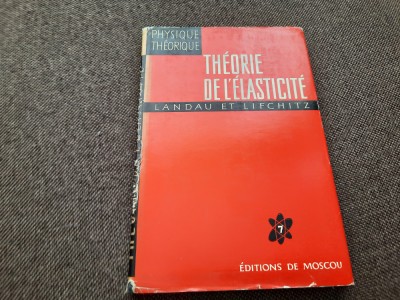 PHYSIQUE
THÉORIQUE
THÉORIE
DE L'ÉLASTICITÉ
LANDAU ET LIFCHITZ
7
ÉDITIONS DE MOSCOU